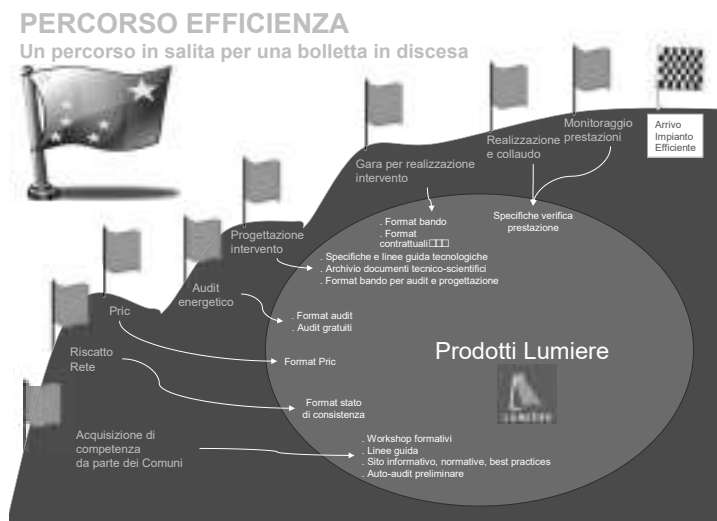 PERCORSO EFFICIENZA
Un percorso in salita per una bolletta in discesa
Arrivo
Impianto
Efficiente
Monitoraggio
prestazioni
Realizzazione
e collaudo
Gara per realizzazione
intervento
Progettazione
intervento
Audit
energetico
Pric
Riscatto
Rete
Acquisizione di
competenza
da parte dei Comuni
Specifiche verifica
prestazione
. Format bando
. Format
contrattuali□□□
. Specifiche e linee guida tecnologiche
. Archivio documenti tecnico-scientifici
. Format bando per audit e progettazione
. Format audit
. Audit gratuiti
Format Pric
Format stato
di consistenza
. Workshop formativi
. Linee guida
. Sito informativo, normative, best practices
. Auto-audit preliminare
Prodotti Lumiere
LUMIERE